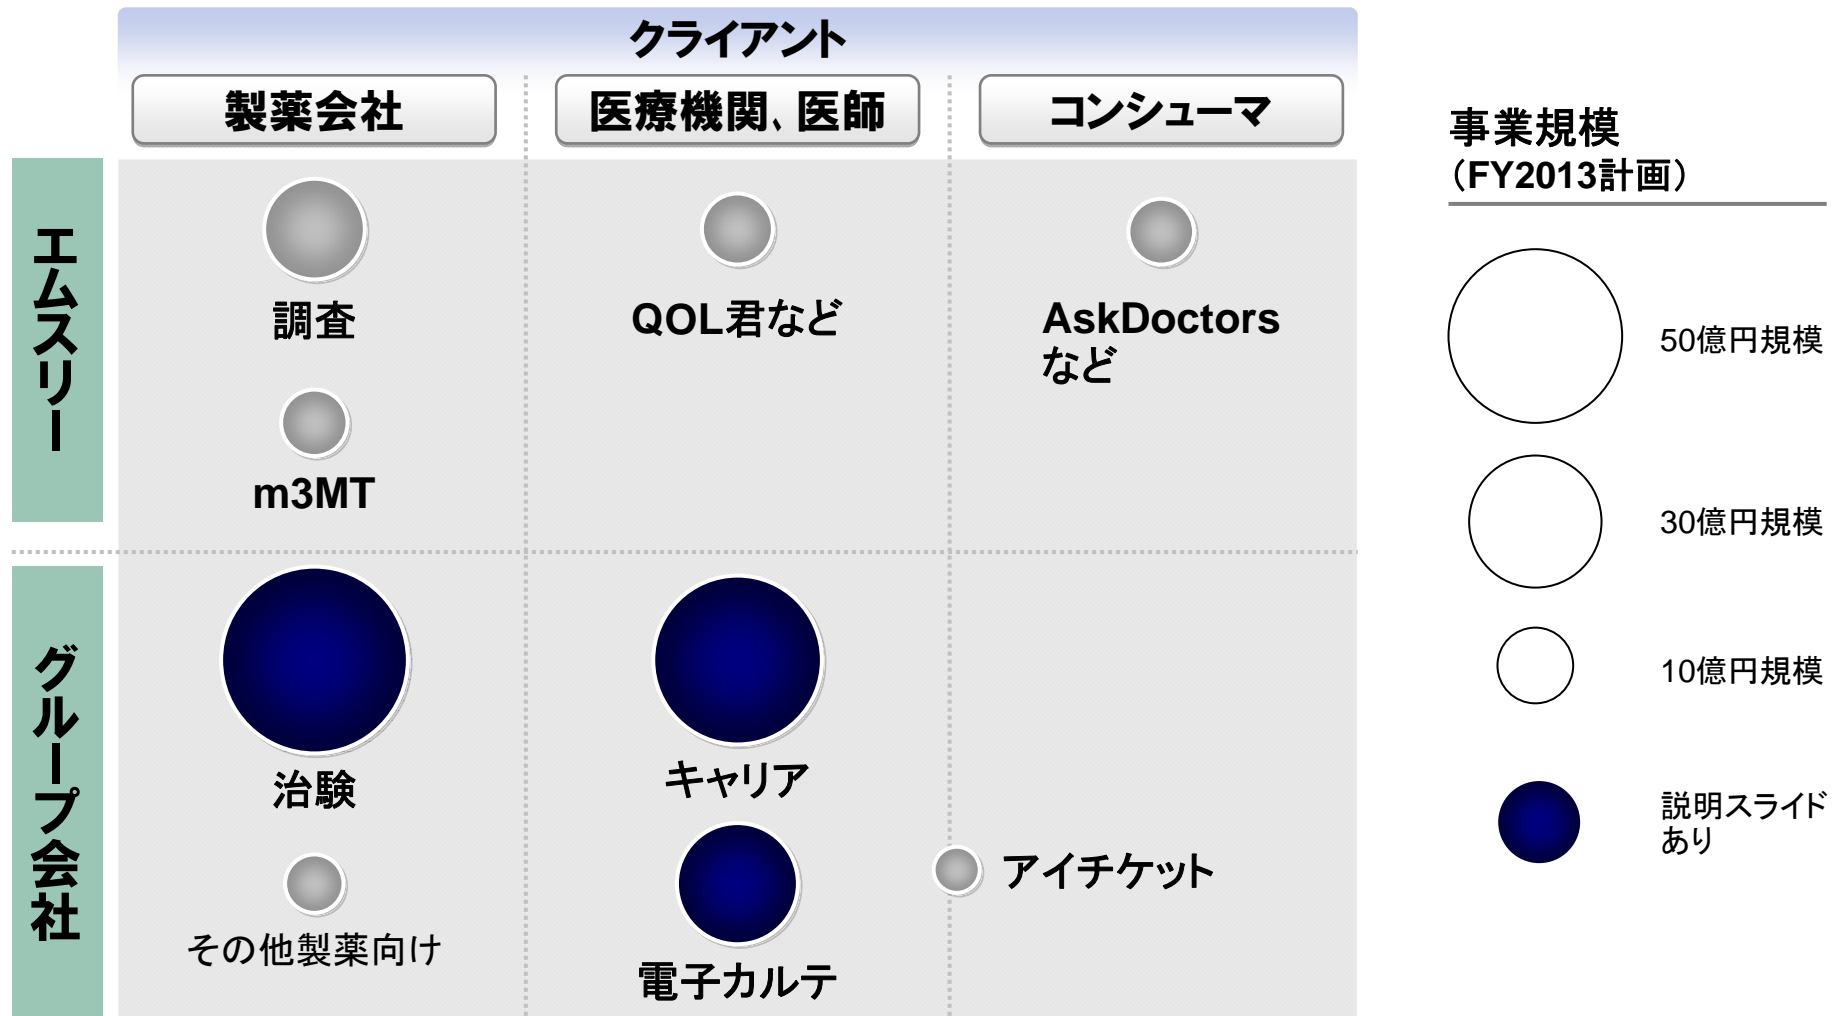 クライアント
製薬会社
医療機関、医師
コンシューマ
エムスリー
調査
QOL君など
AskDoctors
など
m3MT
グループ会社
治験
キャリア
その他製薬向け
電子カルテ
アイチケット
事業規模
（FY2013計画）
50億円規模
30億円規模
10億円規模
説明スライド
あり